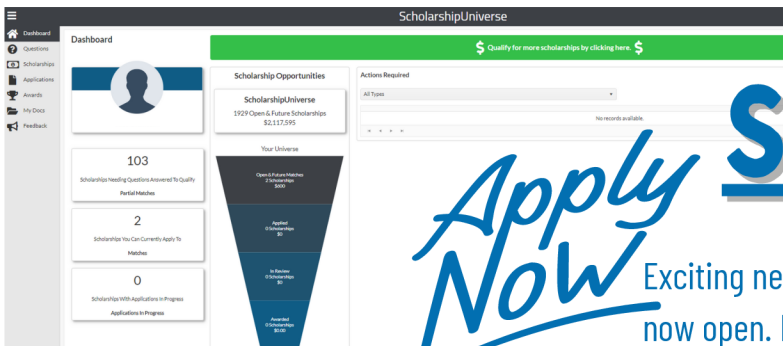 ScholarshipUniverse
Dashboard
Questions
Scholarships
Applications
Awards
My Docs
Feedback
Dashboard
$ Qualify for more scholarships by clicking here. $
Scholarship Opportunities
ScholarshipUniverse
1929 Open & Future Scholarships
$2,117,595
Actions Required
All Types
No records available.
103
Scholarships Needing Questions Answered To Qualify
Partial Matches
2
Scholarships You Can Currently Apply To
Matches
0
Scholarships With Applications In Progress
Applications In Progress
Your Universe
Open & Future Matches
2 Scholarships
$600
Applied
0 Scholarships
$0
In Review
0 Scholarships
$0
Awarded
0 Scholarships
$0.00
Apply
Now
S
Exciting ne
now open.